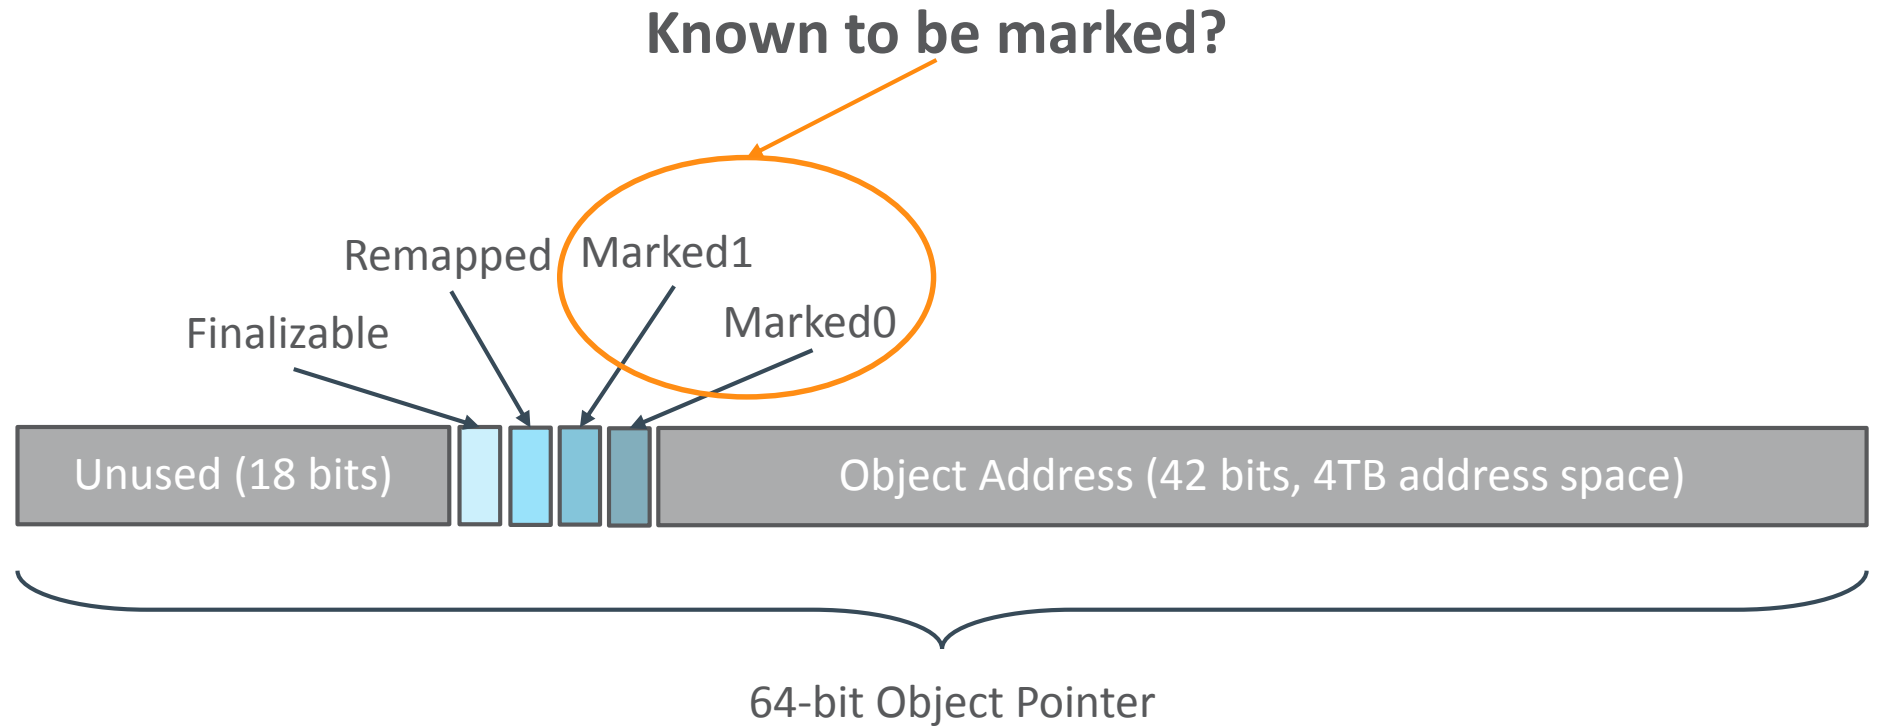 Known to be marked?
Remapped
Marked1
Finalizable
Marked0
Unused (18 bits)
Object Address (42 bits, 4TB address space)
64-bit Object Pointer